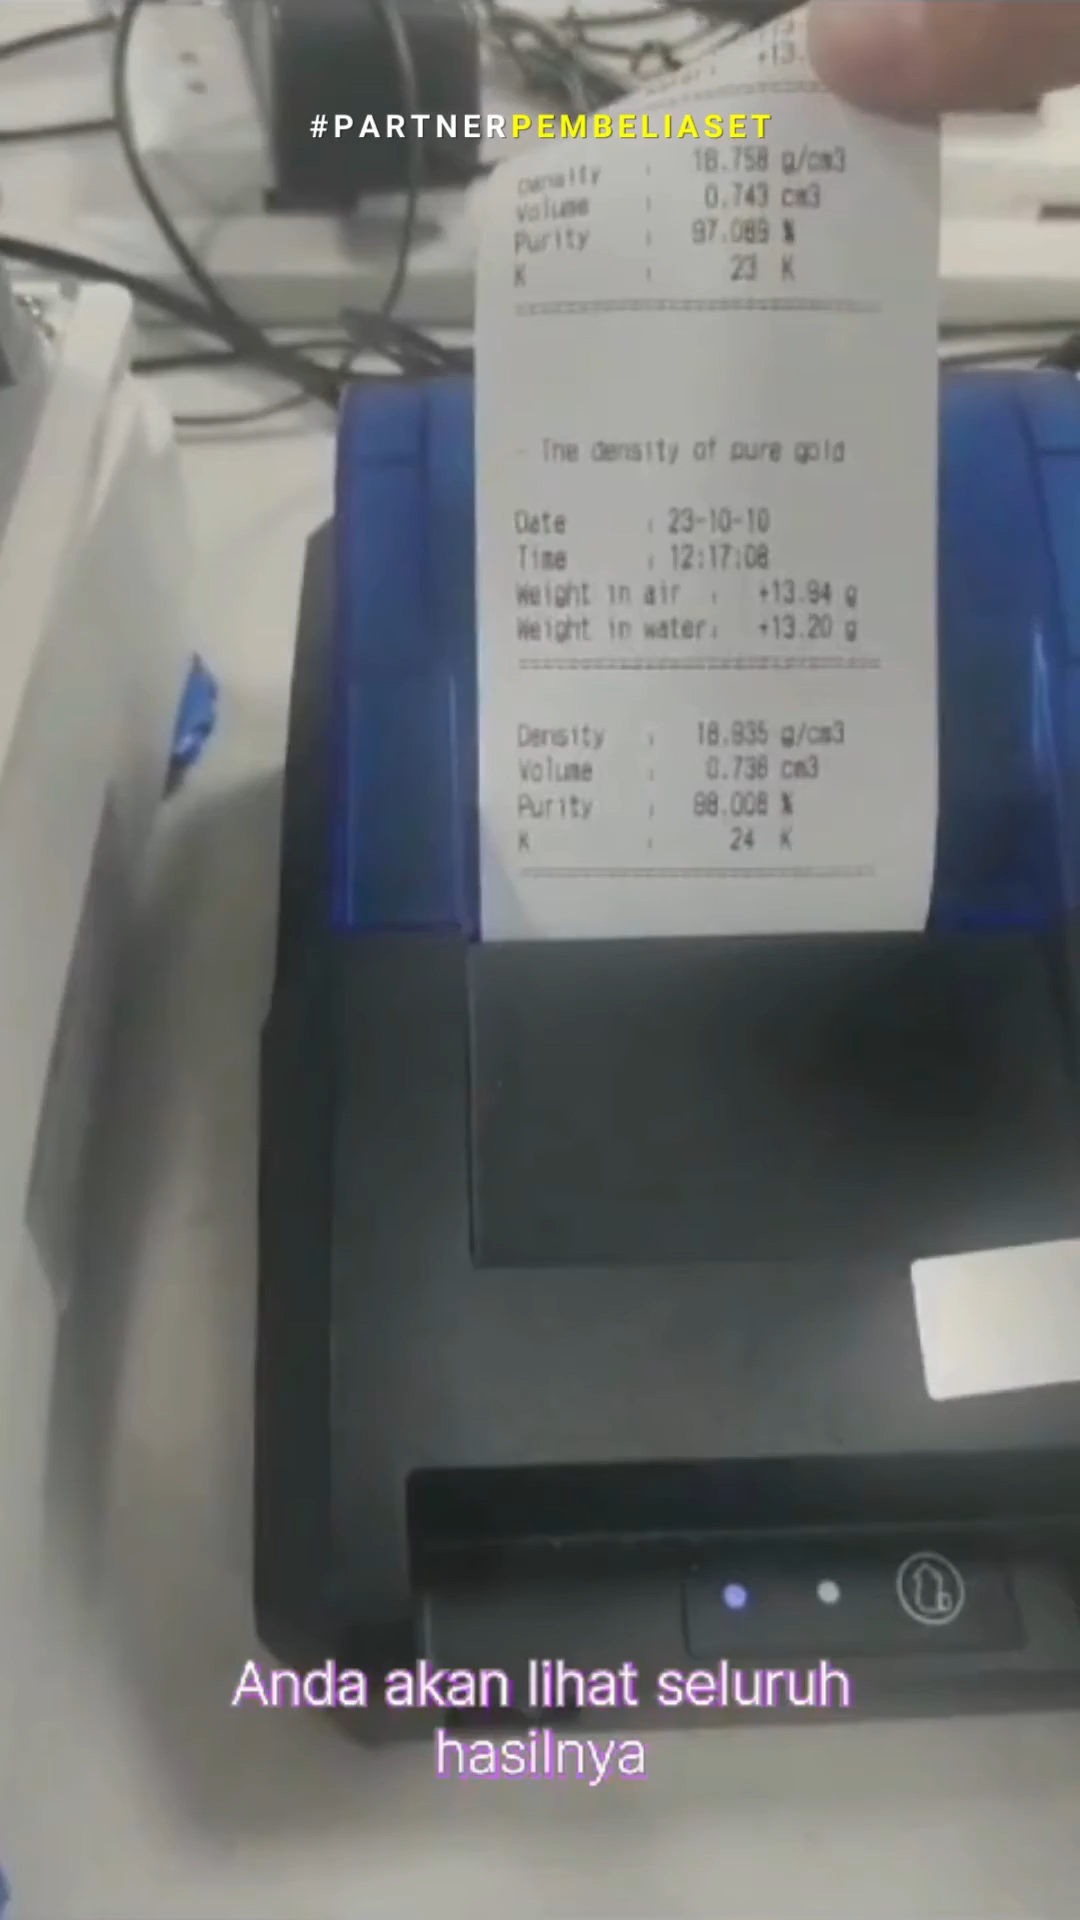 +13.
#PARTNERPEMBELIASET
Density : 18.758 g/cm3
Volume : 0.743 cm3
Purity : 97.089 %
K : 23 K
- The density of pure gold
Date : 23-10-10
Time : 12:17:08
Weight in air : +13.94 g
Weight in water: +13.20 g
Density : 18.935 g/cm3
Volume : 0.736 cm3
Purity : 98.008 %
K : 24 K
Anda akan lihat seluruh
hasilnya